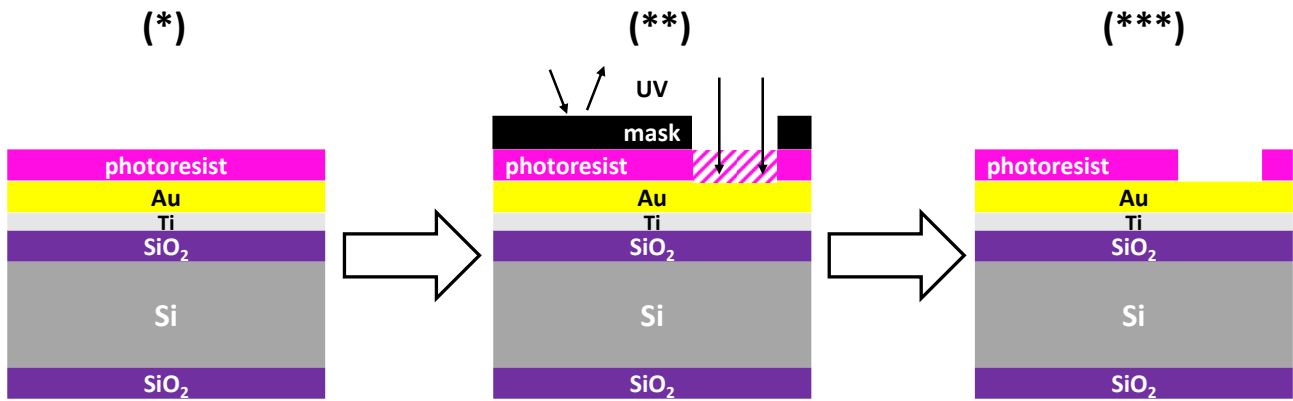 (*)
(**)
(***)
UV
mask
photoresist
Au
Ti
SiO₂
Si
SiO₂
photoresist
Au
Ti
SiO₂
Si
SiO₂
photoresist
Au
Ti
SiO₂
Si
SiO₂